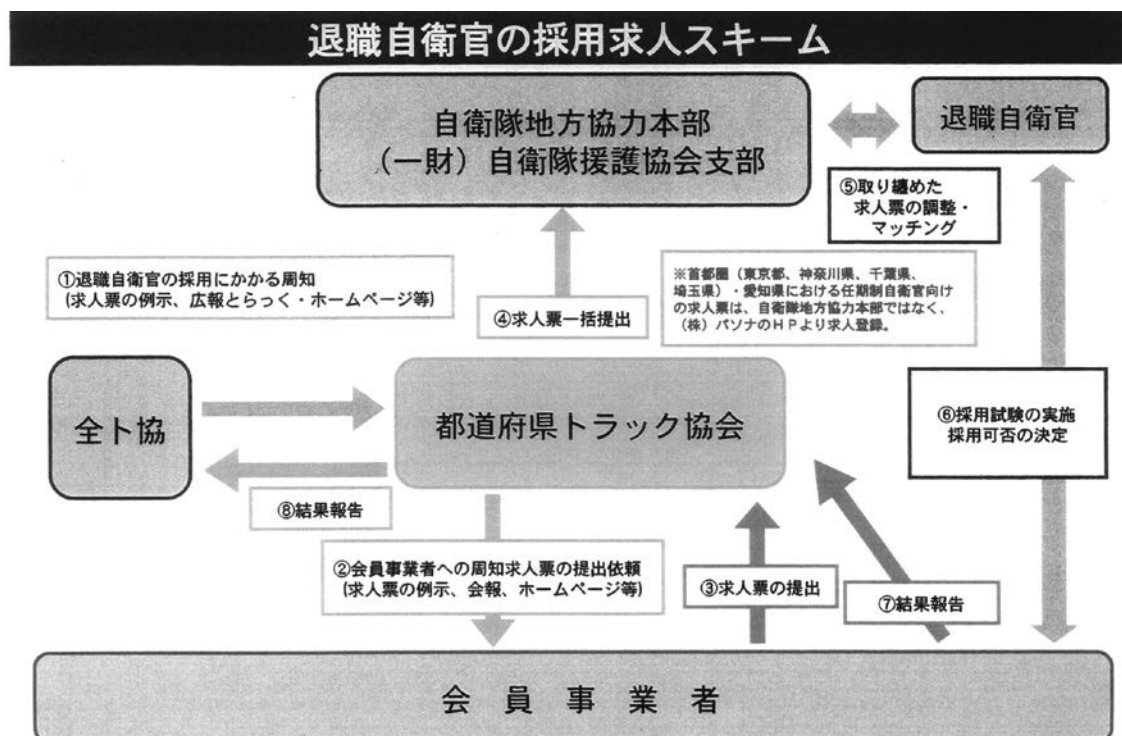 退職自衛官の採用求人スキーム
自衛隊地方協力本部
（一財）自衛隊援護協会支部
退職自衛官
⑤取り纏めた
求人票の調整・
マッチング
①退職自衛官の採用にかかる周知
(求人票の例示、広報とらっく・ホームページ等)
④求人票一括提出
※首都圏（東京都、神奈川県、千葉県、
埼玉県）・愛知県における任期制自衛官向け
の求人票は、自衛隊地方協力本部ではなく、
（株）パソナのＨＰより求人登録。
全ト協
都道府県トラック協会
⑥採用試験の実施
採用可否の決定
⑧結果報告
②会員事業者への周知求人票の提出依頼
(求人票の例示、会報、ホームページ等)
③求人票の提出
⑦結果報告
会員事業者